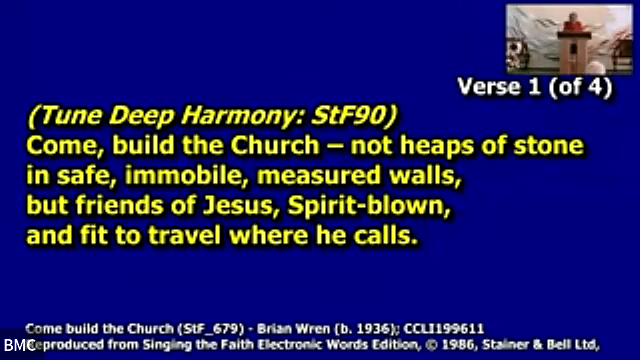 Verse 1 (of 4)
(Tune Deep Harmony: StF90)
Come, build the Church – not heaps of stone
in safe, immobile, measured walls,
but friends of Jesus, Spirit-blown,
and fit to travel where he calls.
Come build the Church (StF_679) - Brian Wren (b. 1936); CCLI199611
BMC eproduced from Singing the Faith Electronic Words Edition, © 1986, Stainer & Bell Ltd,